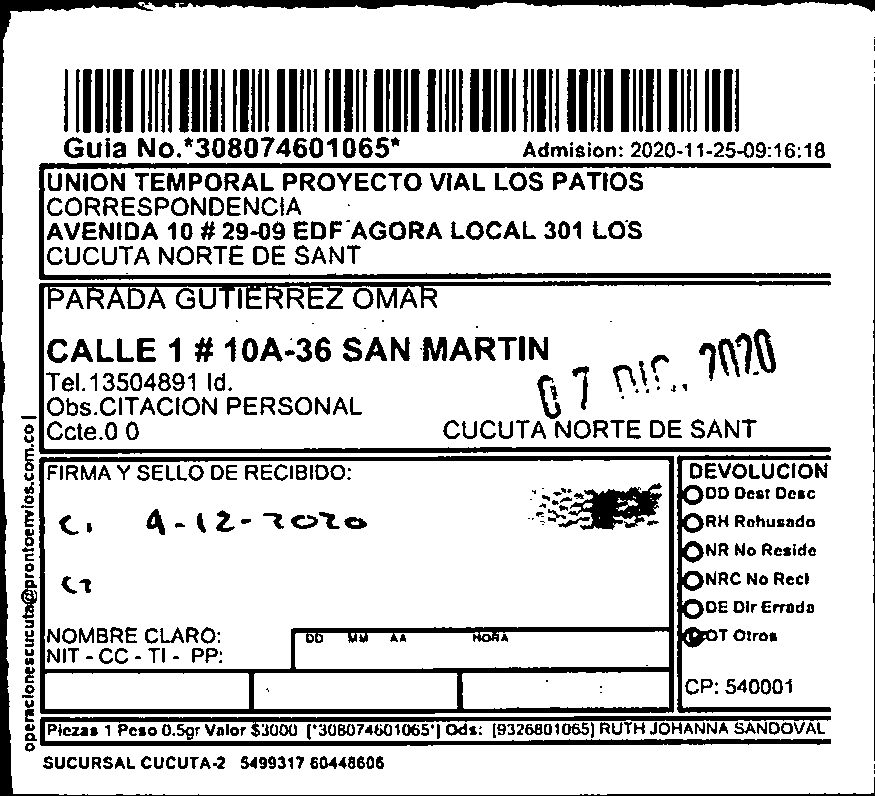 Guia No.*308074601065*
Admision: 2020-11-25-09:16:18
UNION TEMPORAL PROYECTO VIAL LOS PATIOS
CORRESPONDENCIA
AVENIDA 10 # 29-09 EDF AGORA LOCAL 301 LOS
CUCUTA NORTE DE SANT
PARADA GUTIERREZ OMAR
CALLE 1 # 10A-36 SAN MARTIN
Tel.13504891 Id.
07 DIC. 2020
Obs.CITACION PERSONAL
Ccte.0 0
CUCUTA NORTE DE SANT
operacionescucuta@prontoenvios.com.co
FIRMA Y SELLO DE RECIBIDO:
9-12-2020
NOMBRE CLARO:
NIT - CC - TI - PP:
DD MM AA HORA
DEVOLUCION
DD Dest Desc
RH Rehusado
NR No Reside
NRC No Recl
DE Dir Errada
OT Otros
CP: 540001
Piezas 1 Peso 0.5gr Valor $3000 [*308074601065*] Ods: [9326801065] RUTH JOHANNA SANDOVAL
SUCURSAL CUCUTA-2 5499317 60448606